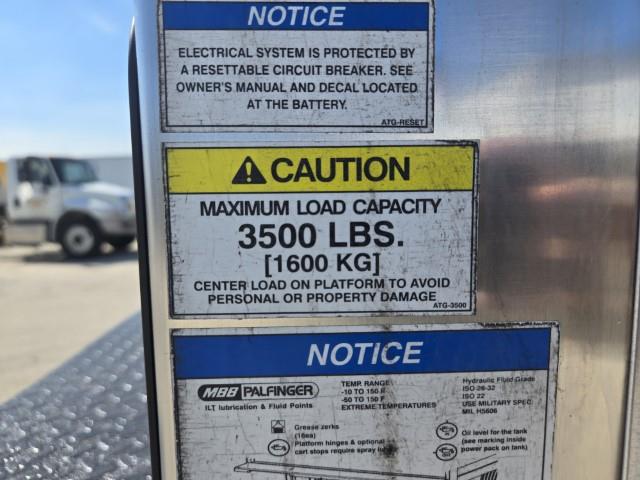 NOTICE
ELECTRICAL SYSTEM IS PROTECTED BY
A RESETTABLE CIRCUIT BREAKER. SEE
OWNER'S MANUAL AND DECAL LOCATED
AT THE BATTERY.
ATG-RESET
CAUTION
MAXIMUM LOAD CAPACITY
3500 LBS.
[1600 KG]
CENTER LOAD ON PLATFORM TO AVOID
PERSONAL OR PROPERTY DAMAGE
ATG-3500
NOTICE
MBB PALFINGER
ILT lubrication & Fluid Points
TEMP. RANGE
-10 TO 150 F
-50 TO 150 F
EXTREME TEMPERATURES
Hydraulic Fluid Grade
ISO 26-32
ISO 22
USE MILITARY SPEC
MIL H5606
Grease zerks
(16ea)
Platform hinges & optional
cart stops require spray
Oil level for the tank
(see marking inside
power pack on tank)